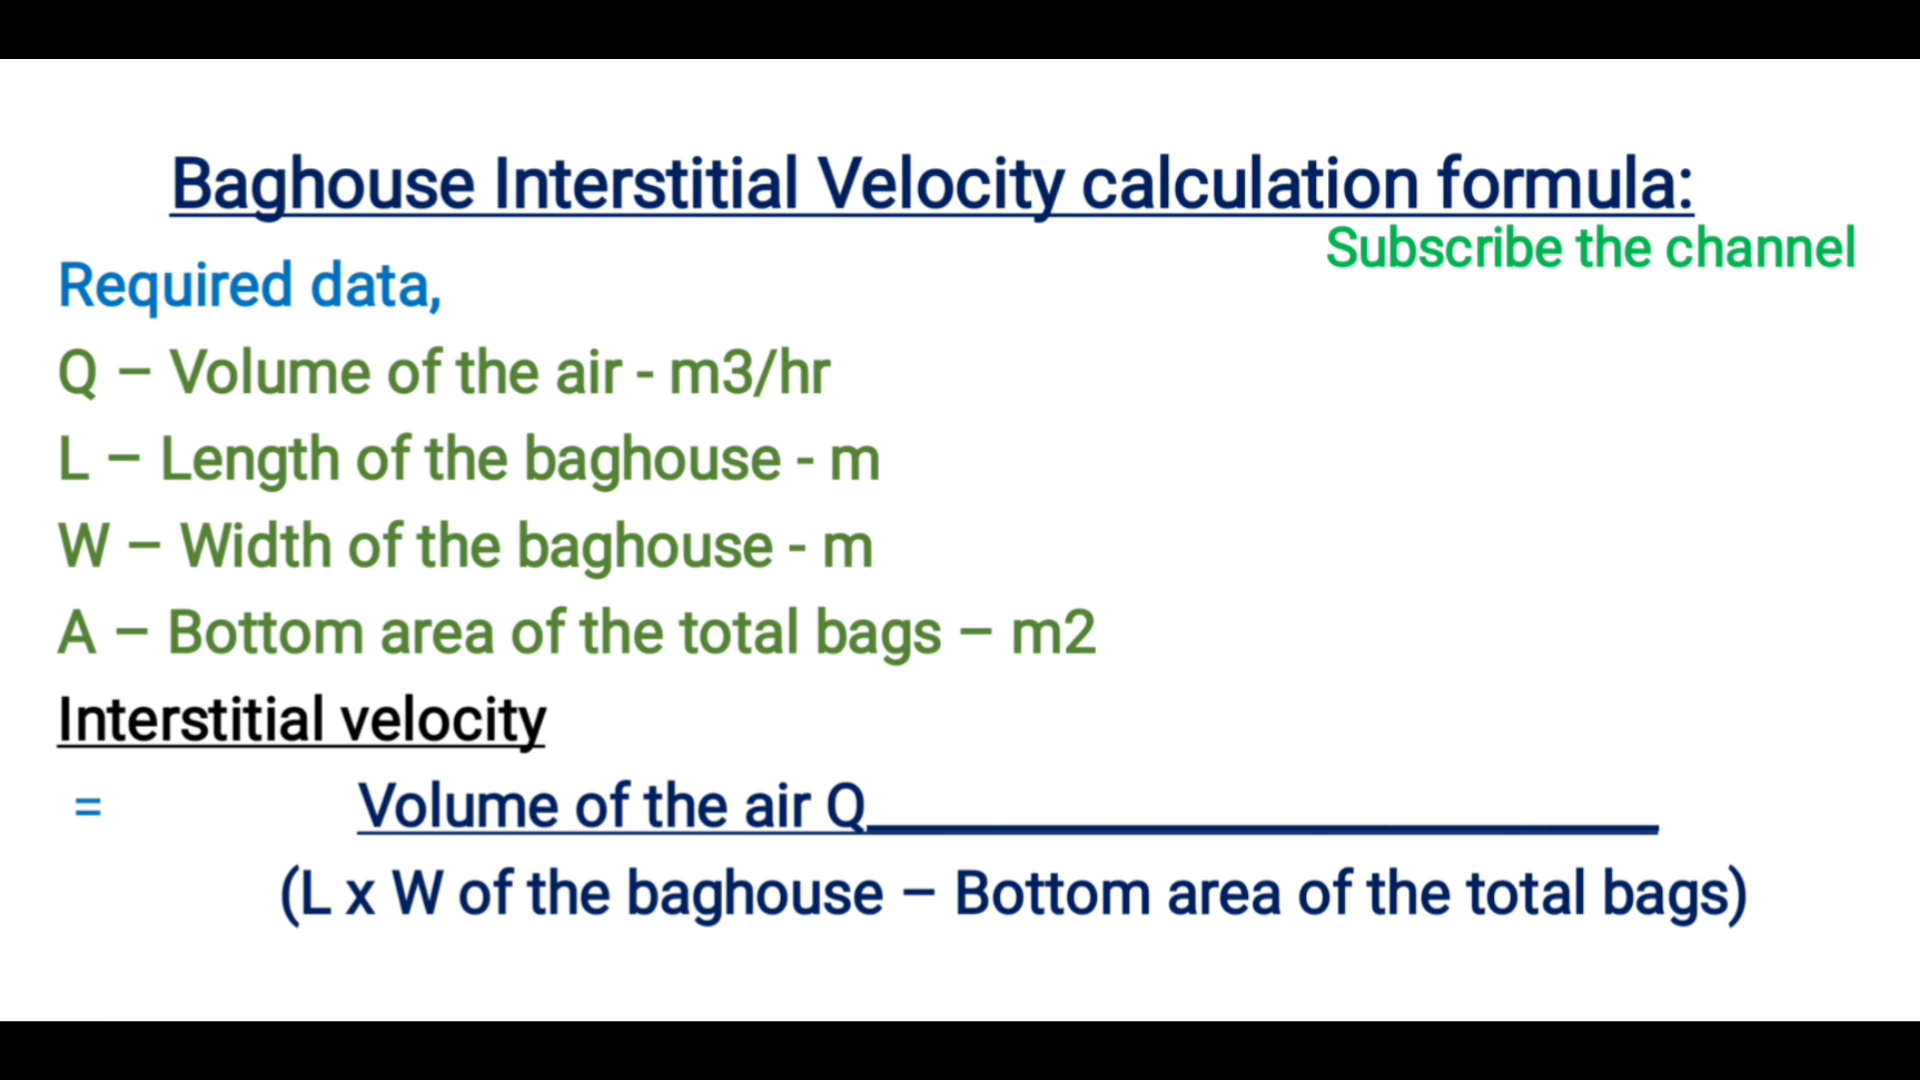 Baghouse Interstitial Velocity calculation formula:
Subscribe the channel
Required data,
Q – Volume of the air - m3/hr
L – Length of the baghouse - m
W – Width of the baghouse - m
A – Bottom area of the total bags – m2
Interstitial velocity
= Volume of the air Q
(L x W of the baghouse – Bottom area of the total bags)